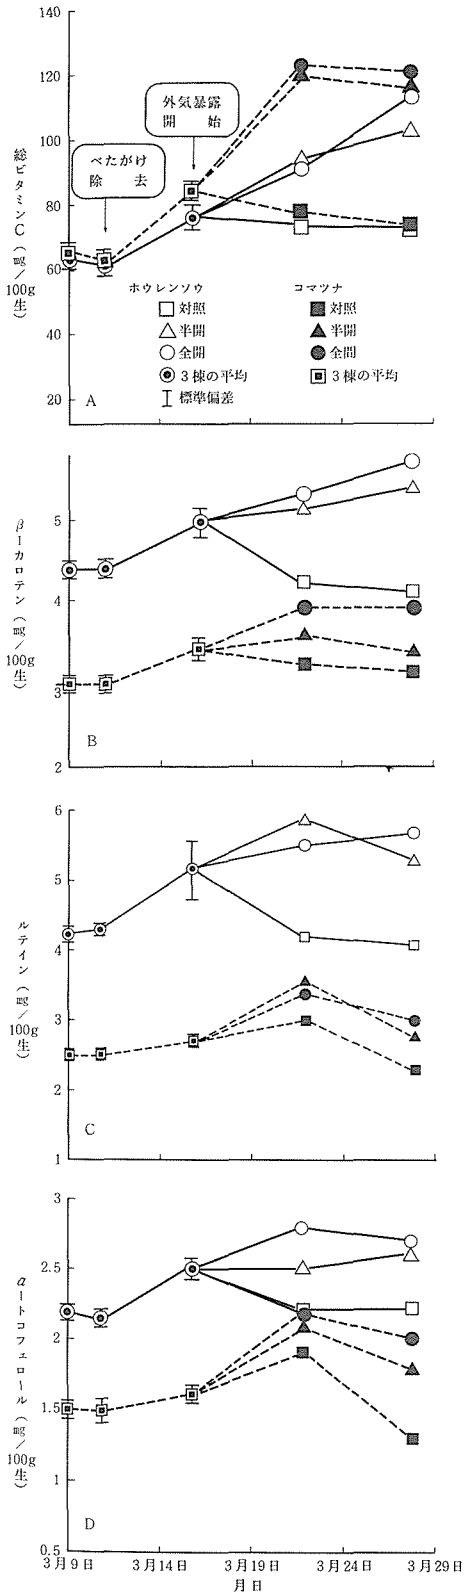 140
120
100
80
60
40
20
総ビタミンC（mg／100g生）
外気暴露
開　始
べたがけ
除　去
ホウレンソウ
対照
半開
全開
3棟の平均
標準偏差
コマツナ
対照
半開
全開
3棟の平均
A
5
4
3
2
β－カロテン（mg／100g生）
B
6
5
4
3
2
1
ルテイン（mg／100g生）
C
3
2.5
2
1.5
1
0.5
α－トコフェロール（mg／100g生）
D
3月9日
3月14日
3月19日
3月24日
3月29日
月日